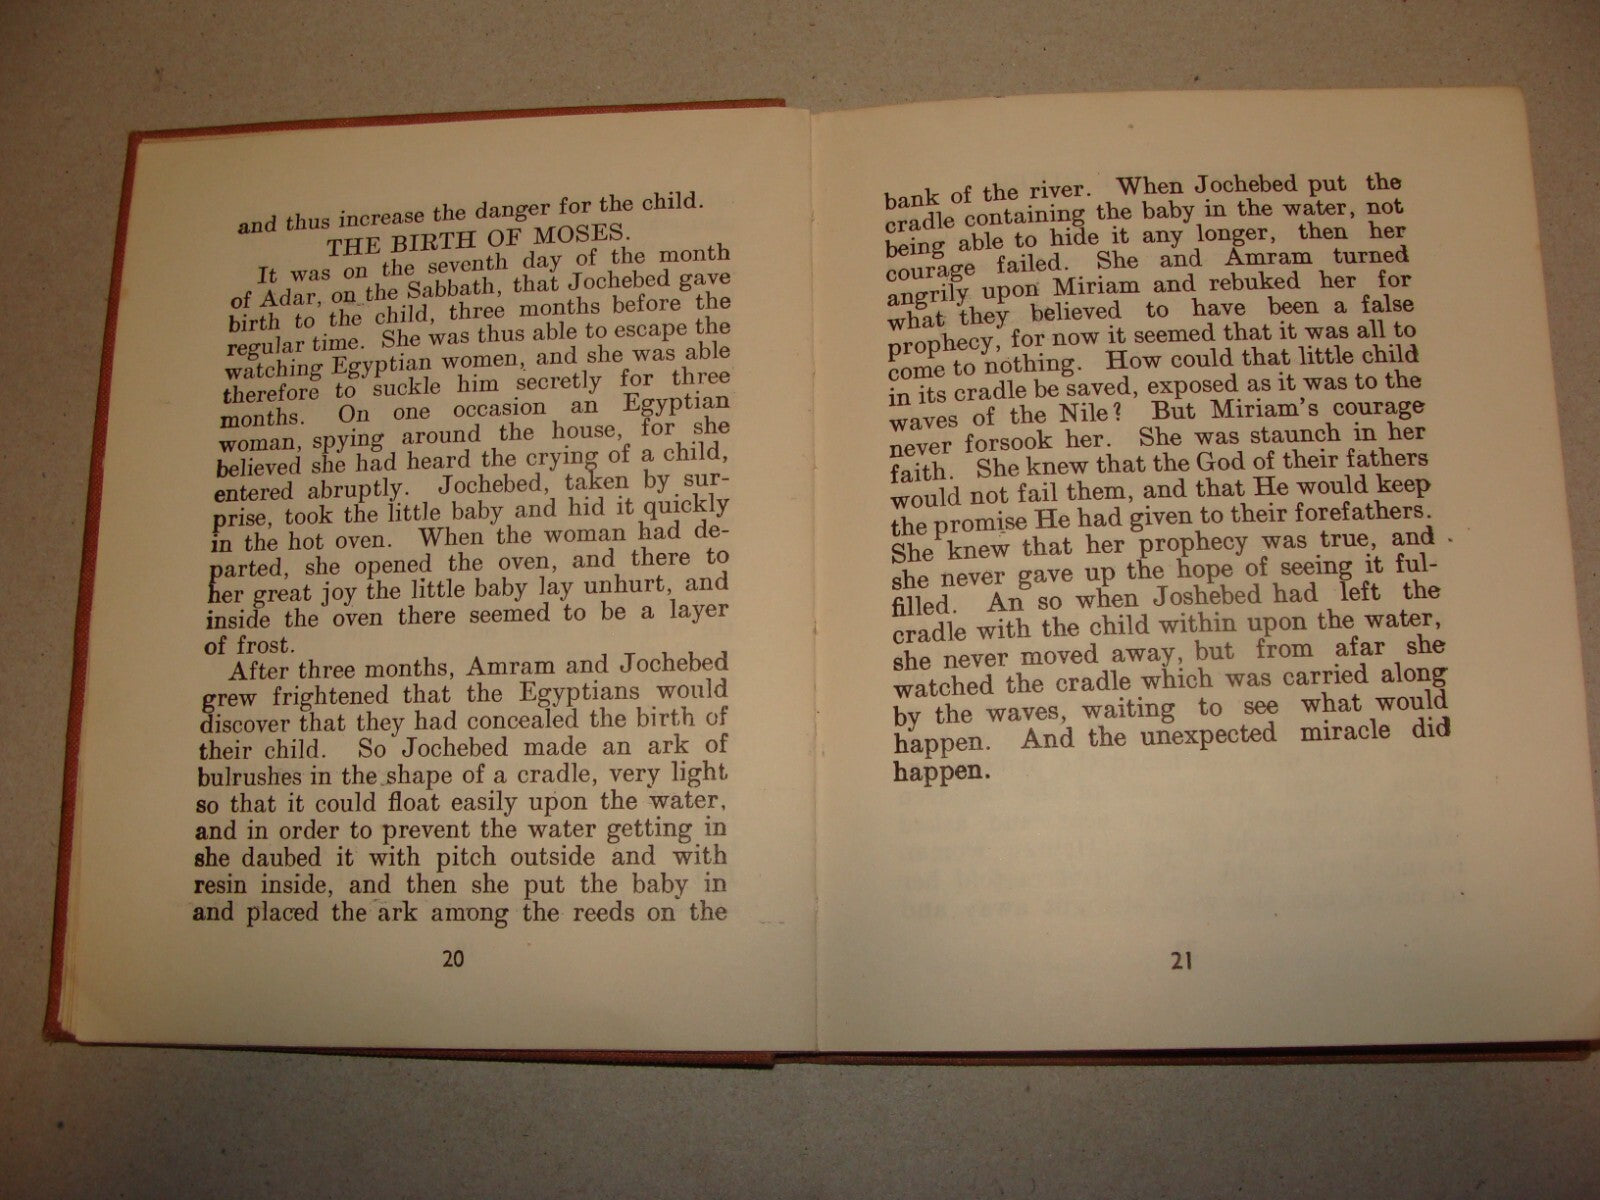 and thus increase the danger for the child.
THE BIRTH OF MOSES.
It was on the seventh day of the month
of Adar, on the Sabbath, that Jochebed gave
birth to the child, three months before the
regular time. She was thus able to escape the
watching Egyptian women, and she was able
therefore to suckle him secretly for three
months. On one occasion an Egyptian
woman, spying around the house, for she
believed she had heard the crying of a child,
entered abruptly. Jochebed, taken by sur-
prise, took the little baby and hid it quickly
in the hot oven. When the woman had de-
parted, she opened the oven, and there to
her great joy the little baby lay unhurt, and
inside the oven there seemed to be a layer
of frost.
After three months, Amram and Jochebed
grew frightened that the Egyptians would
discover that they had concealed the birth of
their child. So Jochebed made an ark of
bulrushes in the shape of a cradle, very light
so that it could float easily upon the water,
and in order to prevent the water getting in
she daubed it with pitch outside and with
resin inside, and then she put the baby in
and placed the ark among the reeds on the
20
bank of the river. When Jochebed put the
cradle containing the baby in the water, not
being able to hide it any longer, then her
courage failed. She and Amram turned
angrily upon Miriam and rebuked her for
what they believed to have been a false
prophecy, for now it seemed that it was all to
come to nothing. How could that little child
in its cradle be saved, exposed as it was to the
waves of the Nile? But Miriam's courage
never forsook her. She was staunch in her
faith. She knew that the God of their fathers
would not fail them, and that He would keep
the promise He had given to their forefathers.
She knew that her prophecy was true, and
she never gave up the hope of seeing it ful-
filled. An so when Joshebed had left the
cradle with the child within upon the water,
she never moved away, but from afar she
watched the cradle which was carried along
by the waves, waiting to see what would
happen. And the unexpected miracle did
happen.
21